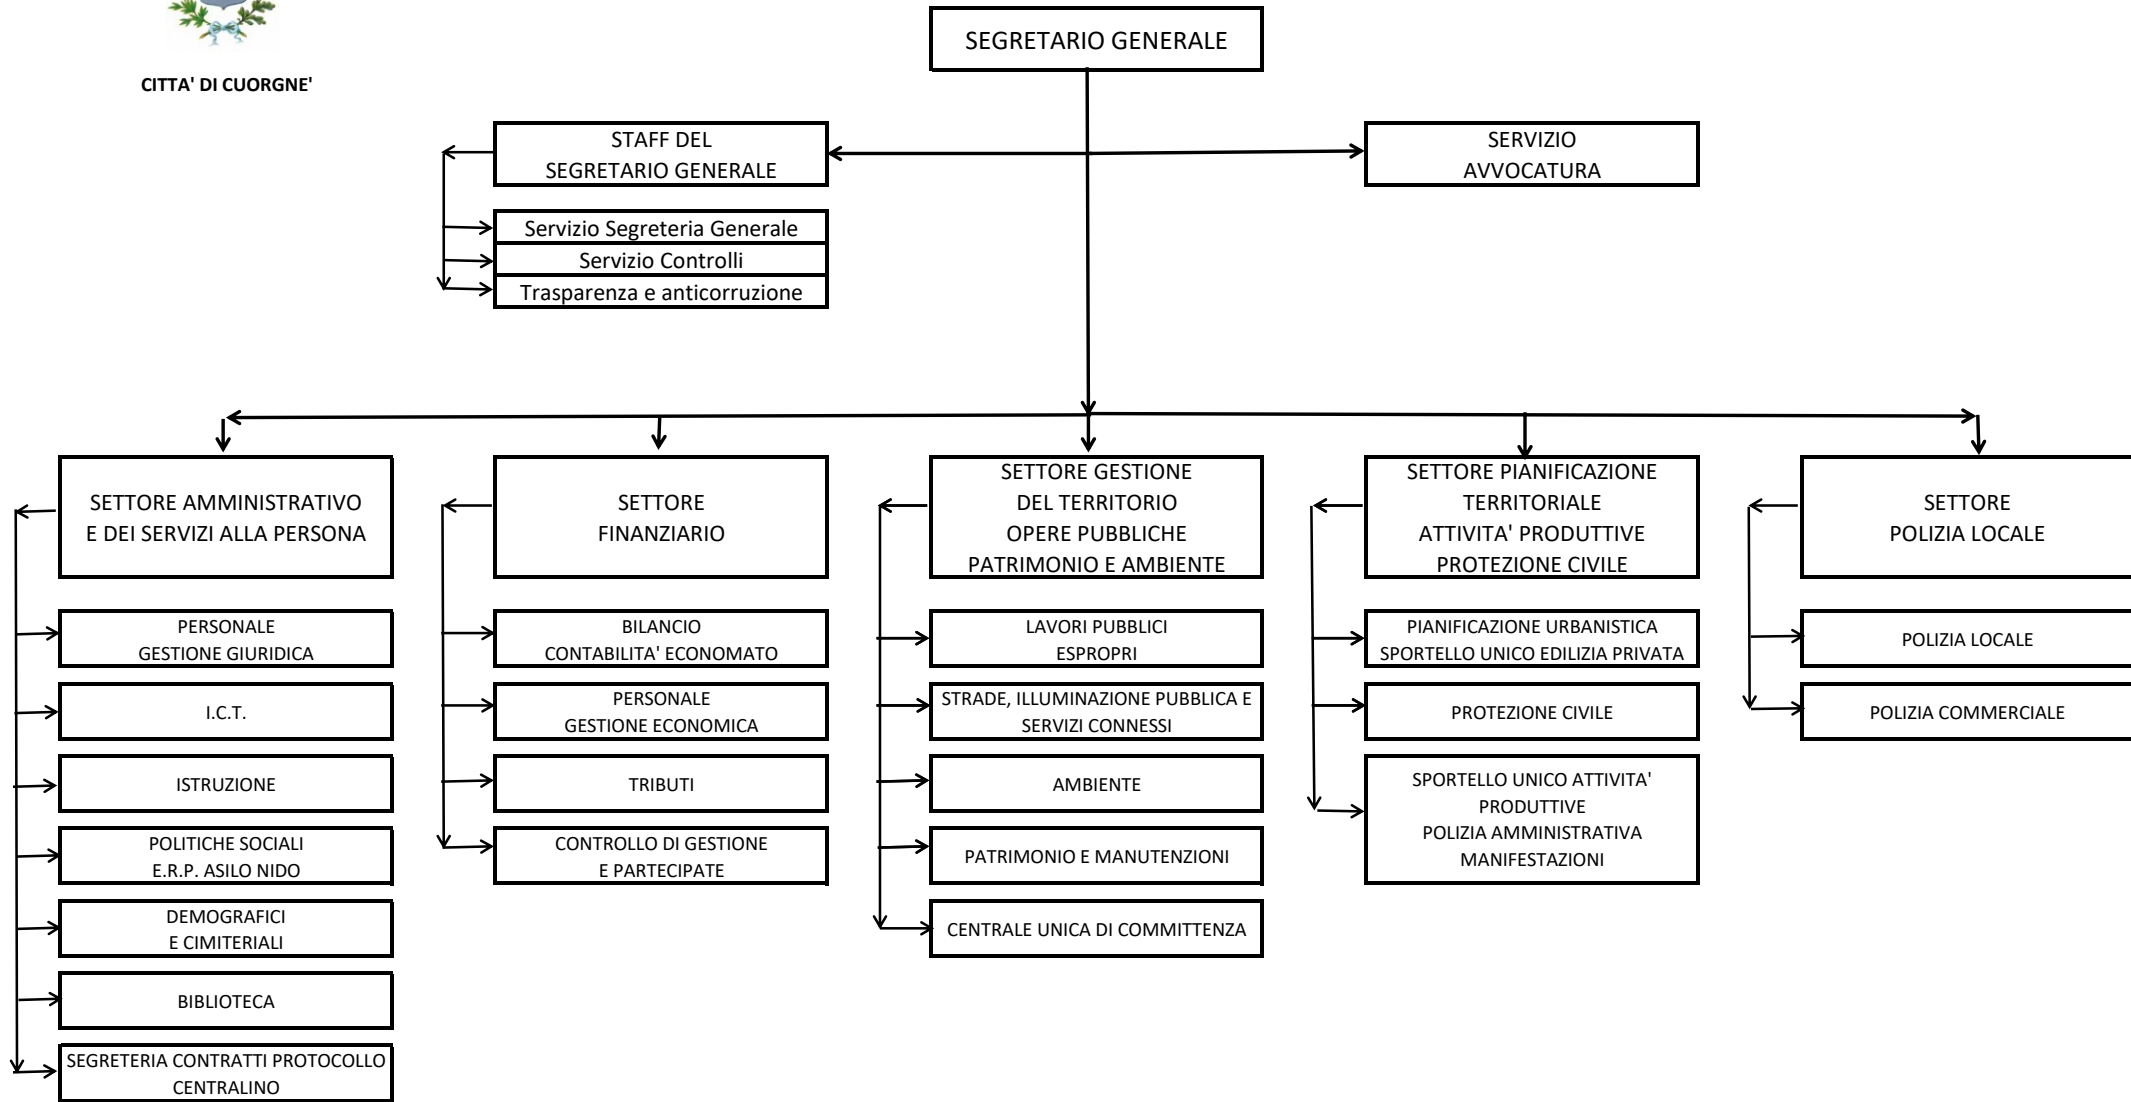 CITTA' DI CUORGNE'
SEGRETARIO GENERALE
STAFF DEL
SEGRETARIO GENERALE
SERVIZIO
AVVOCATURA
Servizio Segreteria Generale
Servizio Controlli
Trasparenza e anticorruzione
SETTORE AMMINISTRATIVO
E DEI SERVIZI ALLA PERSONA
PERSONALE
GESTIONE GIURIDICA
I.C.T.
ISTRUZIONE
POLITICHE SOCIALI
E.R.P. ASILO NIDO
DEMOGRAFICI
E CIMITERIALI
BIBLIOTECA
SEGRETERIA CONTRATTI PROTOCOLLO
CENTRALINO
SETTORE
FINANZIARIO
BILANCIO
CONTABILITA' ECONOMATO
PERSONALE
GESTIONE ECONOMICA
TRIBUTI
CONTROLLO DI GESTIONE
E PARTECIPATE
SETTORE GESTIONE
DEL TERRITORIO
OPERE PUBBLICHE
PATRIMONIO E AMBIENTE
LAVORI PUBBLICI
ESPROPRI
STRADE, ILLUMINAZIONE PUBBLICA E
SERVIZI CONNESSI
AMBIENTE
PATRIMONIO E MANUTENZIONI
CENTRALE UNICA DI COMMITTENZA
SETTORE PIANIFICAZIONE
TERRITORIALE
ATTIVITA' PRODUTTIVE
PROTEZIONE CIVILE
PIANIFICAZIONE URBANISTICA
SPORTELLO UNICO EDILIZIA PRIVATA
PROTEZIONE CIVILE
SPORTELLO UNICO ATTIVITA'
PRODUTTIVE
POLIZIA AMMINISTRATIVA
MANIFESTAZIONI
SETTORE
POLIZIA LOCALE
POLIZIA LOCALE
POLIZIA COMMERCIALE